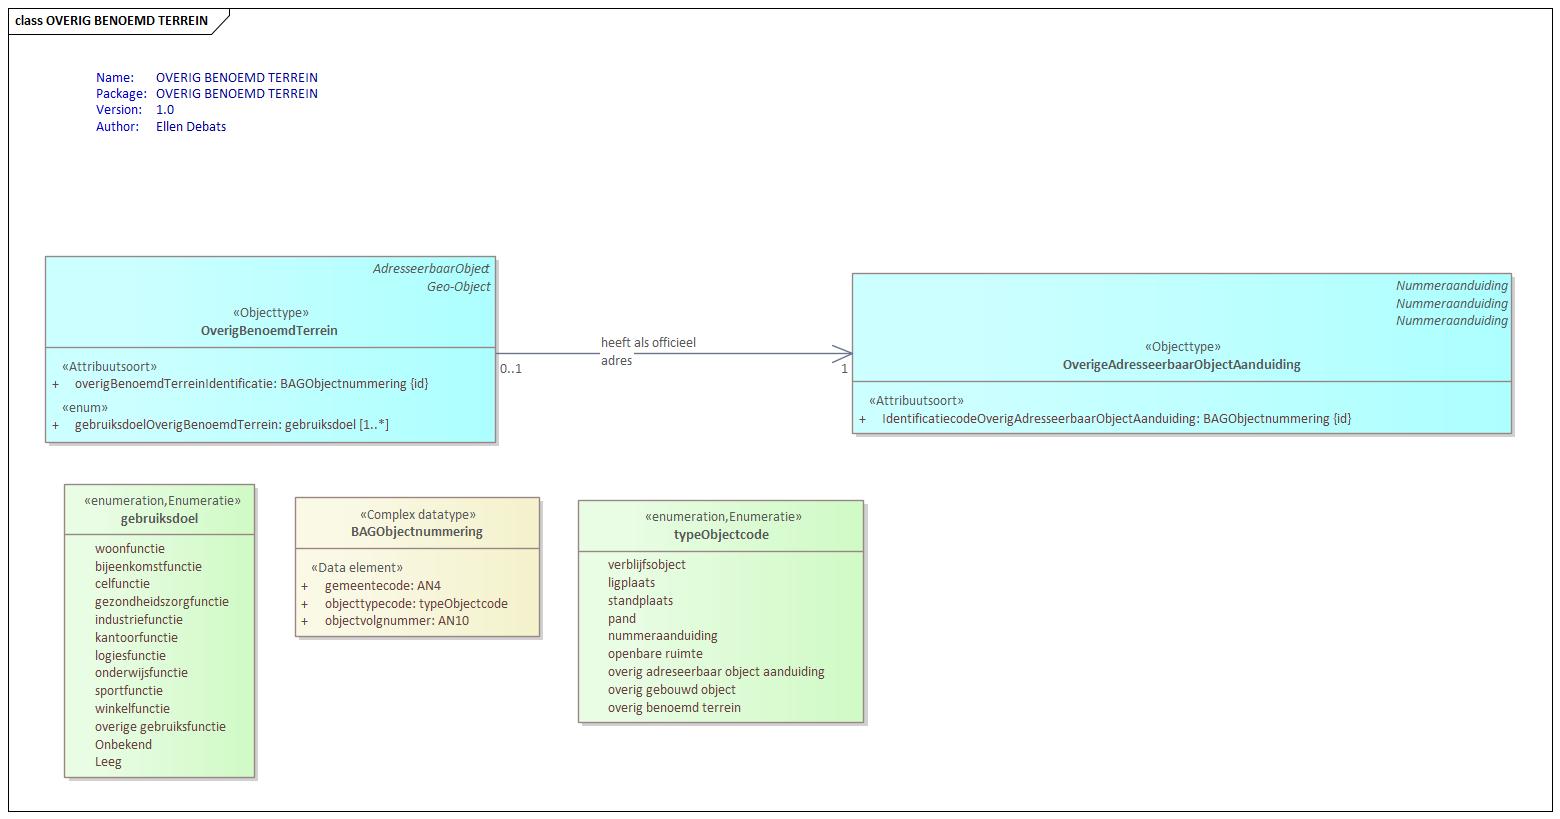 class OVERIG BENOEMD TERREIN
Name: OVERIG BENOEMD TERREIN
Package: OVERIG BENOEMD TERREIN
Version: 1.0
Author: Ellen Debats
AdresseerbaarObject
Geo-Object
«Objecttype»
OverigBenoemdTerrein
«Attribuutsoort»
+ overigBenoemdTerreinIdentificatie: BAGObjectnummering {id}
«enum»
+ gebruiksdoelOverigBenoemdTerrein: gebruiksdoel [1..*]
heeft als officieel
adres
0..1
1
Nummeraanduiding
Nummeraanduiding
Nummeraanduiding
«Objecttype»
OverigeAdresseerbaarObjectAanduiding
«Attribuutsoort»
+ IdentificatiecodeOverigAdresseerbaarObjectAanduiding: BAGObjectnummering {id}
«enumeration,Enumeratie»
gebruiksdoel
woonfunctie
bijeenkomstfunctie
celfunctie
gezondheidszorgfunctie
industriefunctie
kantoorfunctie
logiesfunctie
onderwijsfunctie
sportfunctie
winkelfunctie
overige gebruiksfunctie
Onbekend
Leeg
«Complex datatype»
BAGObjectnummering
«Data element»
+ gemeentecode: AN4
+ objecttypecode: typeObjectcode
+ objectvolgnummer: AN10
«enumeration,Enumeratie»
typeObjectcode
verblijfsobject
ligplaats
standplaats
pand
nummeraanduiding
openbare ruimte
overig adreseerbaar object aanduiding
overig gebouwd object
overig benoemd terrein